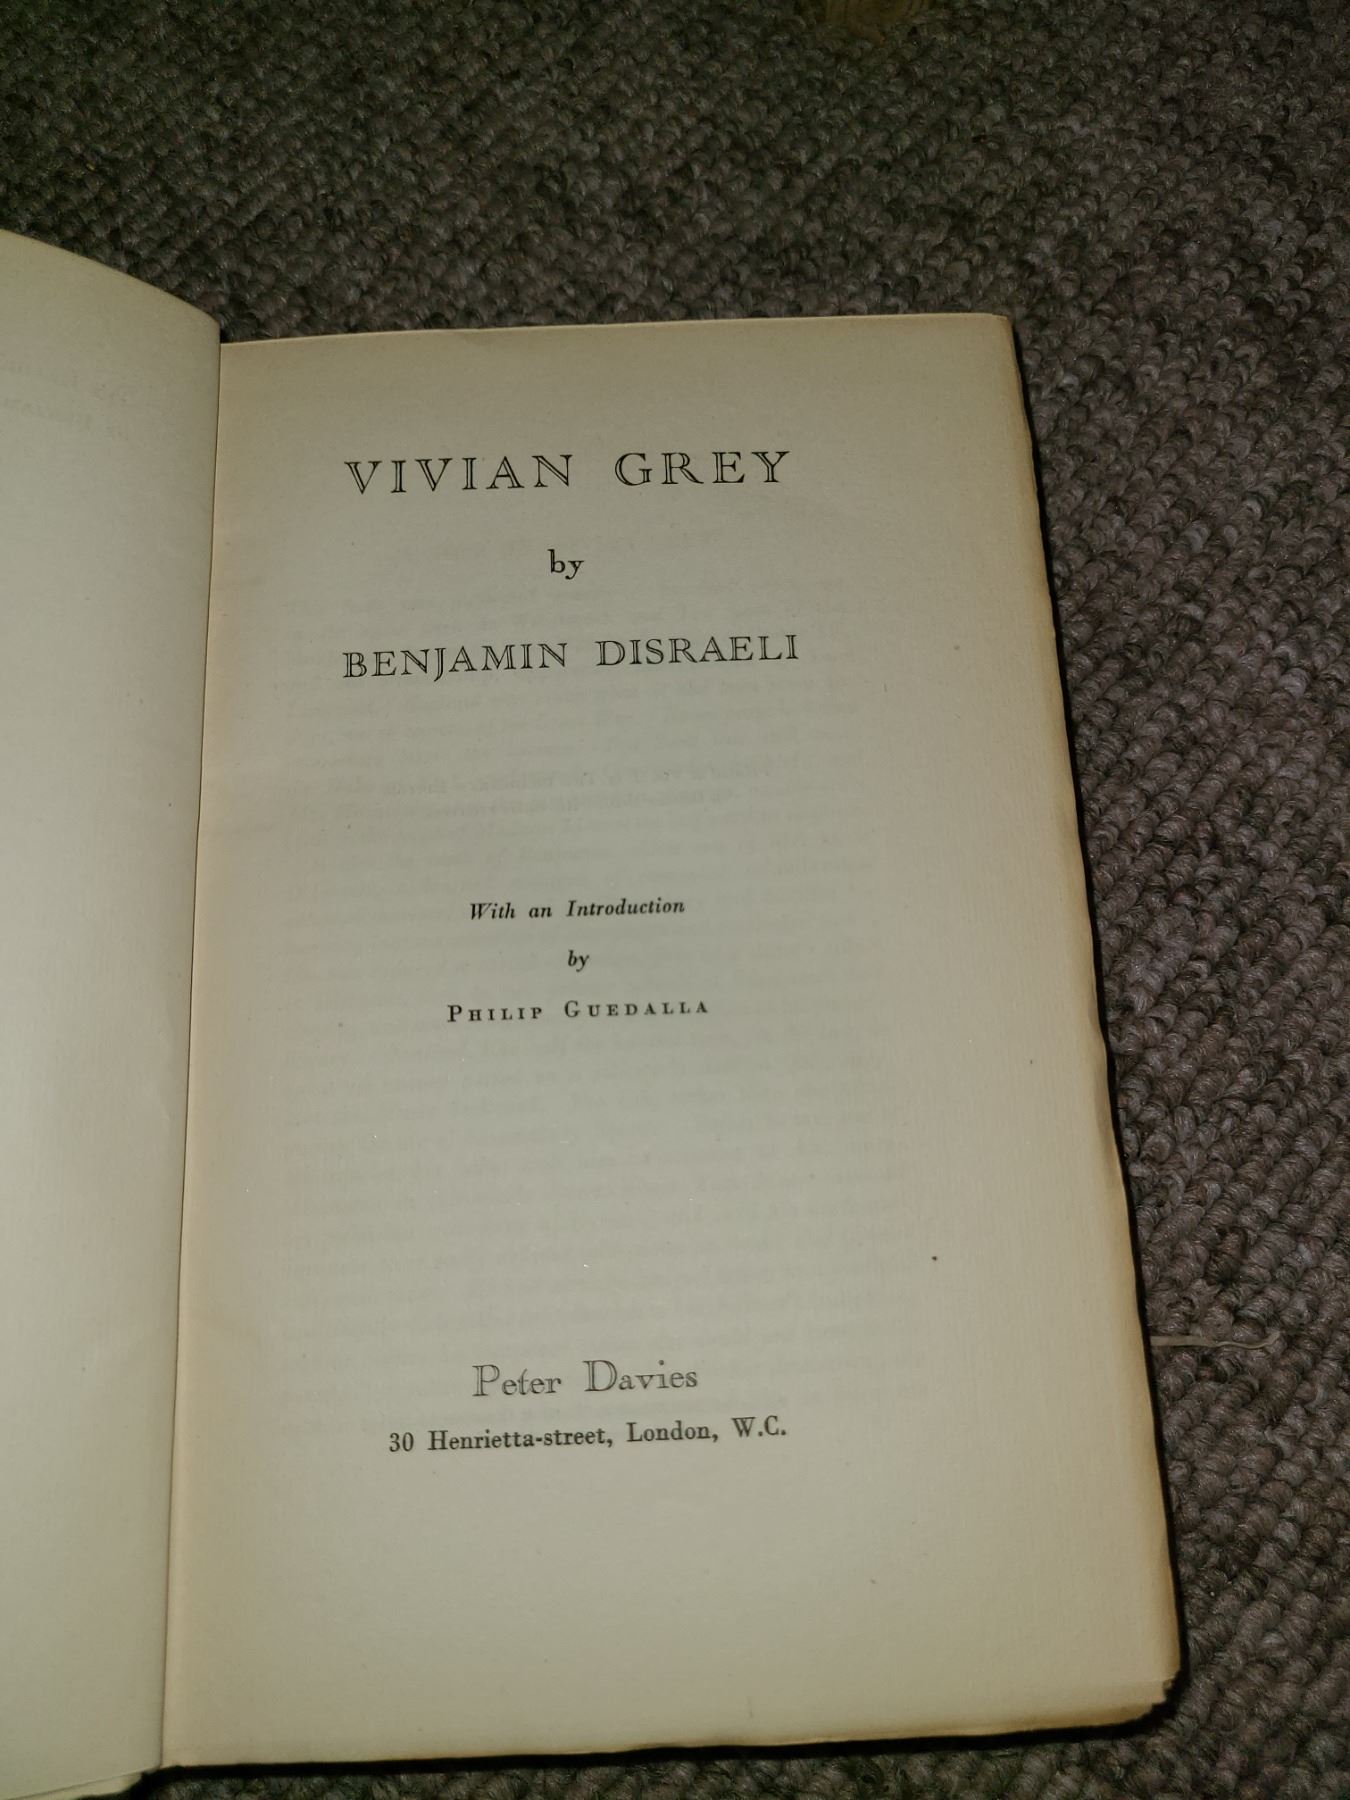 VIVIAN GREY
by
BENJAMIN DISRAELI
With an Introduction
by
PHILIP GUEDALLA
Peter Davies
30 Henrietta-street, London, W.C.